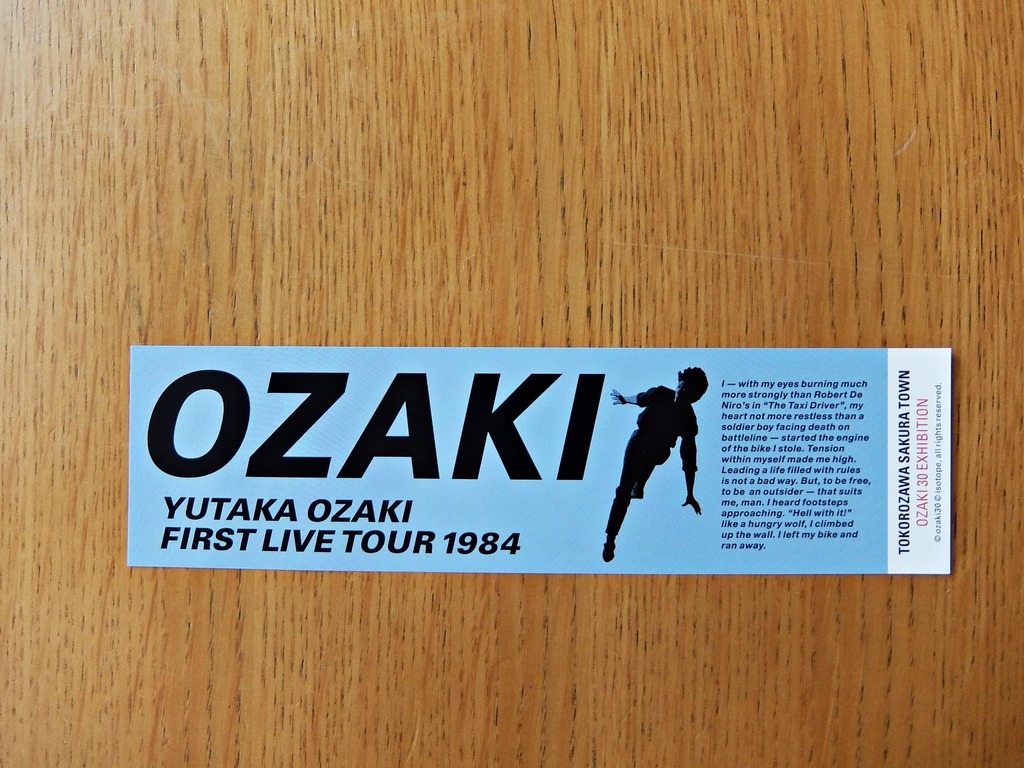 OZAKI
YUTAKA OZAKI
FIRST LIVE TOUR 1984
I — with my eyes burning much
more strongly than Robert De
Niro's in "The Taxi Driver", my
heart not more restless than a
soldier boy facing death on
battleline — started the engine
of the bike I stole. Tension
within myself made me high.
Leading a life filled with rules
is not a bad way. But, to be free,
to be an outsider — that suits
me, man. I heard footsteps
approaching. "Hell with it!"
like a hungry wolf, I climbed
up the wall. I left my bike and
ran away.
TOKOROZAWA SAKURA TOWN
OZAKI 30 EXHIBITION
© ozaki30 © isotope, all rights reserved.